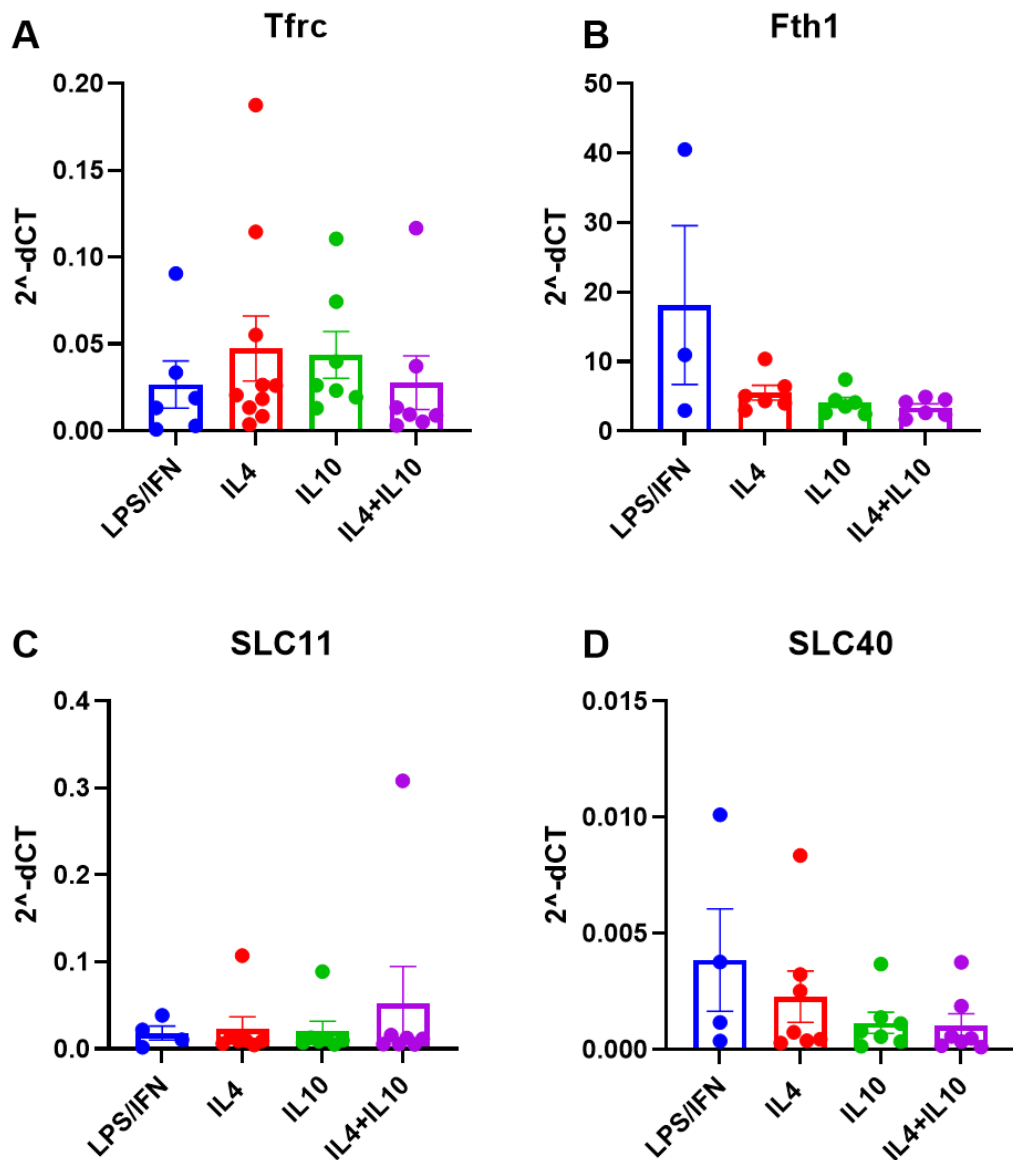 A
Tfrc
2^-dCT
0.20
0.15
0.10
0.05
0.00
LPS/IFN
IL4
IL10
IL4+IL10
B
Fth1
2^-dCT
50
40
30
20
10
0
LPS/IFN
IL4
IL10
IL4+IL10
C
SLC11
2^-dCT
0.4
0.3
0.2
0.1
0.0
LPS/IFN
IL4
IL10
IL4+IL10
D
SLC40
2^-dCT
0.015
0.010
0.005
0.000
LPS/IFN
IL4
IL10
IL4+IL10